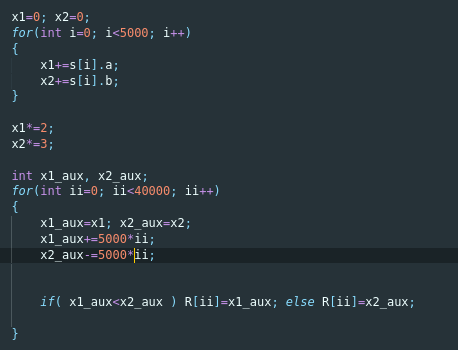 x1=0; x2=0;
for(int i=0; i<5000; i++)
{
    x1+=s[i].a;
    x2+=s[i].b;
}

x1*=2;
x2*=3;

int x1_aux, x2_aux;
for(int ii=0; ii<40000; ii++)
{
    x1_aux=x1; x2_aux=x2;
    x1_aux+=5000*ii;
    x2_aux-=5000*ii;


    if( x1_aux<x2_aux ) R[ii]=x1_aux; else R[ii]=x2_aux;

}